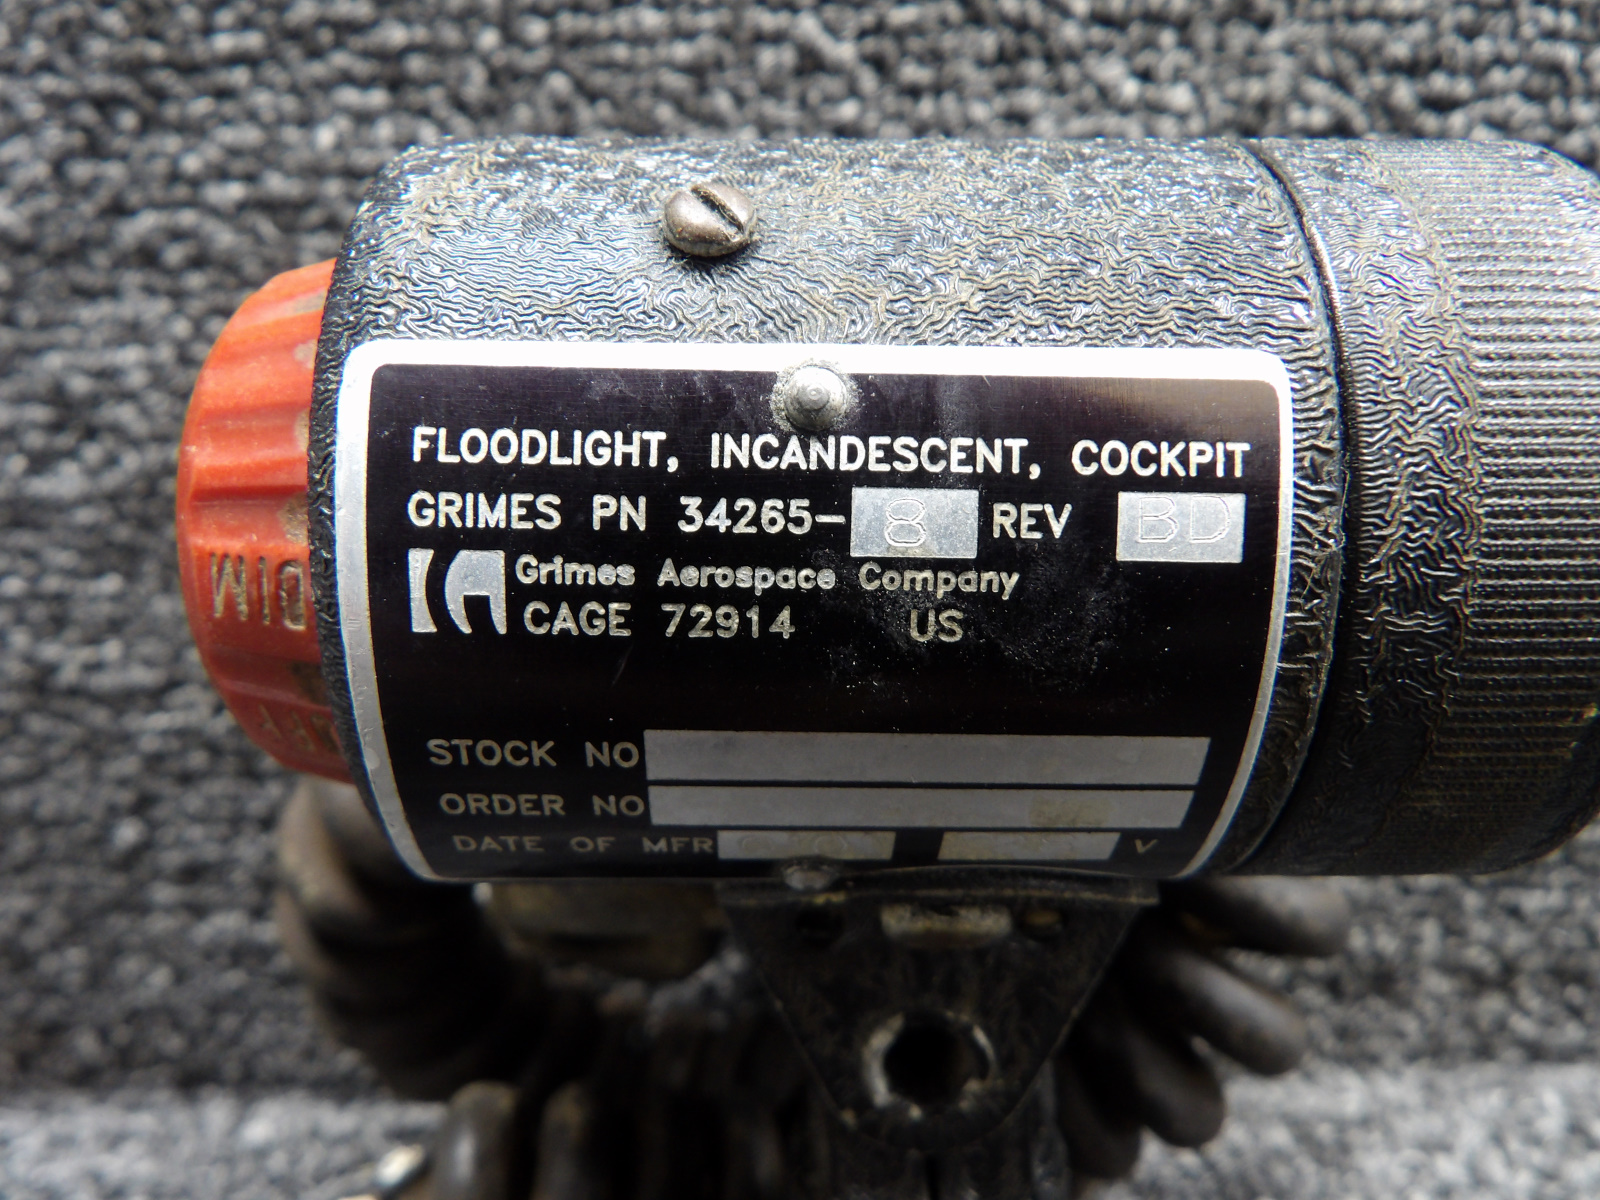 FLOODLIGHT, INCANDESCENT, COCKPIT
GRIMES PN 34265-8 REV BD
Grimes Aerospace Company
CAGE 72914 US
STOCK NO
ORDER NO
DATE OF MFR V
DIM